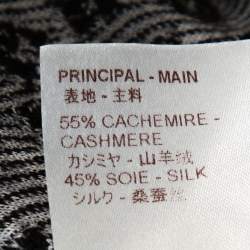 PRINCIPAL - MAIN
表地 - 主料
55% CACHEMIRE -
CASHMERE
カシミヤ - 山羊绒
45% SOIE - SILK
シルク - 桑蚕丝